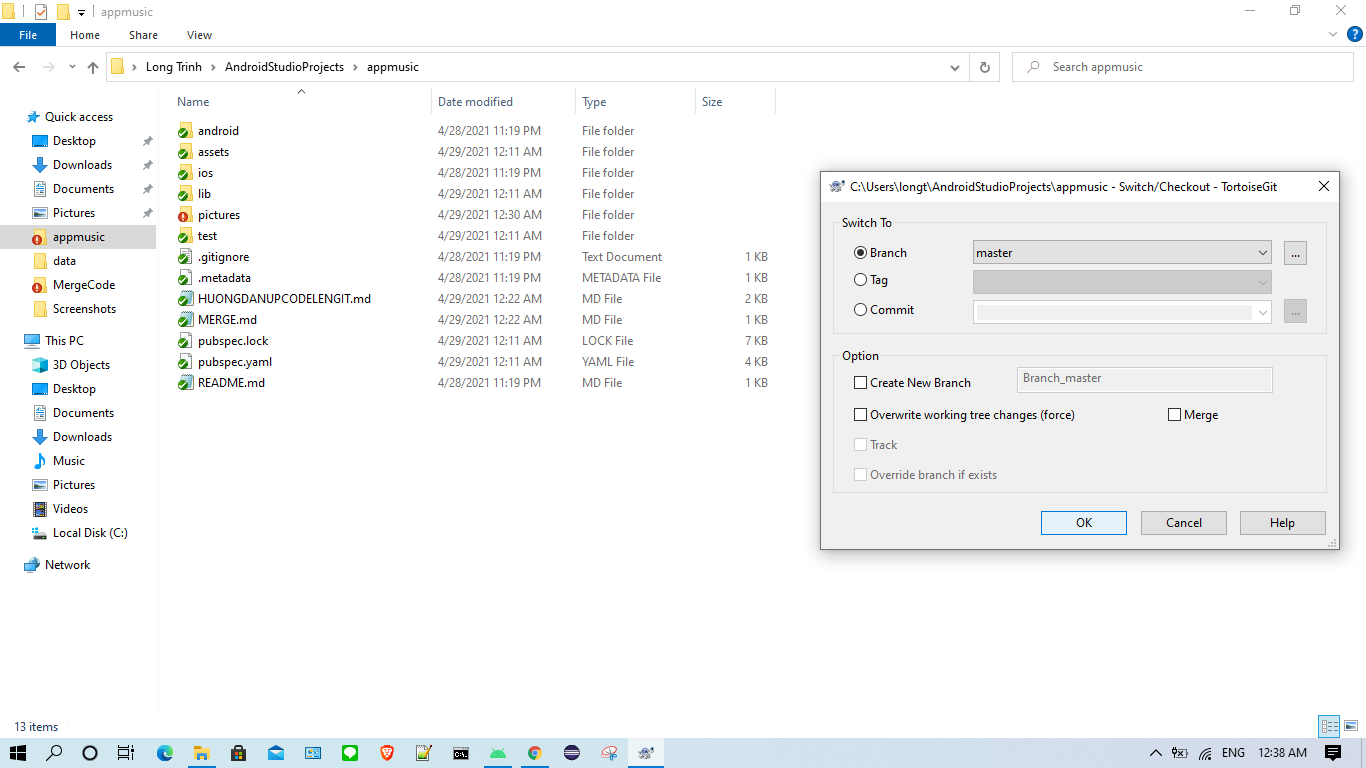 appmusic
File Home Share View
Long Trinh AndroidStudioProjects appmusic
Search appmusic
Name Date modified Type Size
Quick access
Desktop
Downloads
Documents
Pictures
appmusic
data
MergeCode
Screenshots
This PC
3D Objects
Desktop
Documents
Downloads
Music
Pictures
Videos
Local Disk (C:)
Network
android 4/28/2021 11:19 PM File folder
assets 4/29/2021 12:11 AM File folder
ios 4/28/2021 11:19 PM File folder
lib 4/29/2021 12:11 AM File folder
pictures 4/29/2021 12:30 AM File folder
test 4/29/2021 12:11 AM File folder
.gitignore 4/28/2021 11:19 PM Text Document 1 KB
.metadata 4/28/2021 11:19 PM METADATA File 1 KB
HUONGDANUPCODELENGIT.md 4/29/2021 12:22 AM MD File 2 KB
MERGE.md 4/29/2021 12:22 AM MD File 1 KB
pubspec.lock 4/29/2021 12:11 AM LOCK File 7 KB
pubspec.yaml 4/29/2021 12:11 AM YAML File 4 KB
README.md 4/28/2021 11:19 PM MD File 1 KB
C:\Users\longt\AndroidStudioProjects\appmusic - Switch/Checkout - TortoiseGit
Switch To
Branch master ...
Tag
Commit ...
Option
Create New Branch Branch_master
Overwrite working tree changes (force) Merge
Track
Override branch if exists
OK Cancel Help
13 items
ENG 12:38 AM